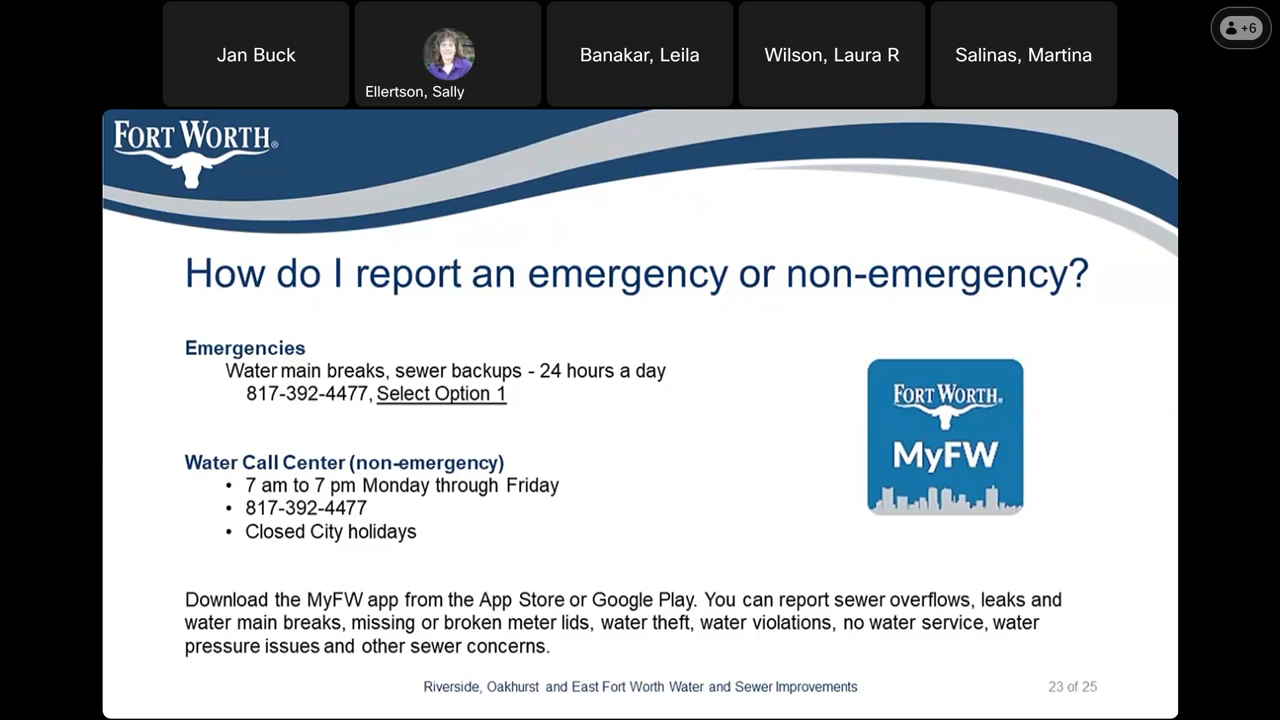 Jan Buck
Ellertson, Sally
Banakar, Leila
Wilson, Laura R
Salinas, Martina
+6
FORT WORTH®
How do I report an emergency or non-emergency?
Emergencies
Water main breaks, sewer backups - 24 hours a day
817-392-4477, Select Option 1
Water Call Center (non-emergency)
• 7 am to 7 pm Monday through Friday
• 817-392-4477
• Closed City holidays
FORT WORTH®
MyFW
Download the MyFW app from the App Store or Google Play. You can report sewer overflows, leaks and
water main breaks, missing or broken meter lids, water theft, water violations, no water service, water
pressure issues and other sewer concerns.
Riverside, Oakhurst and East Fort Worth Water and Sewer Improvements
23 of 25